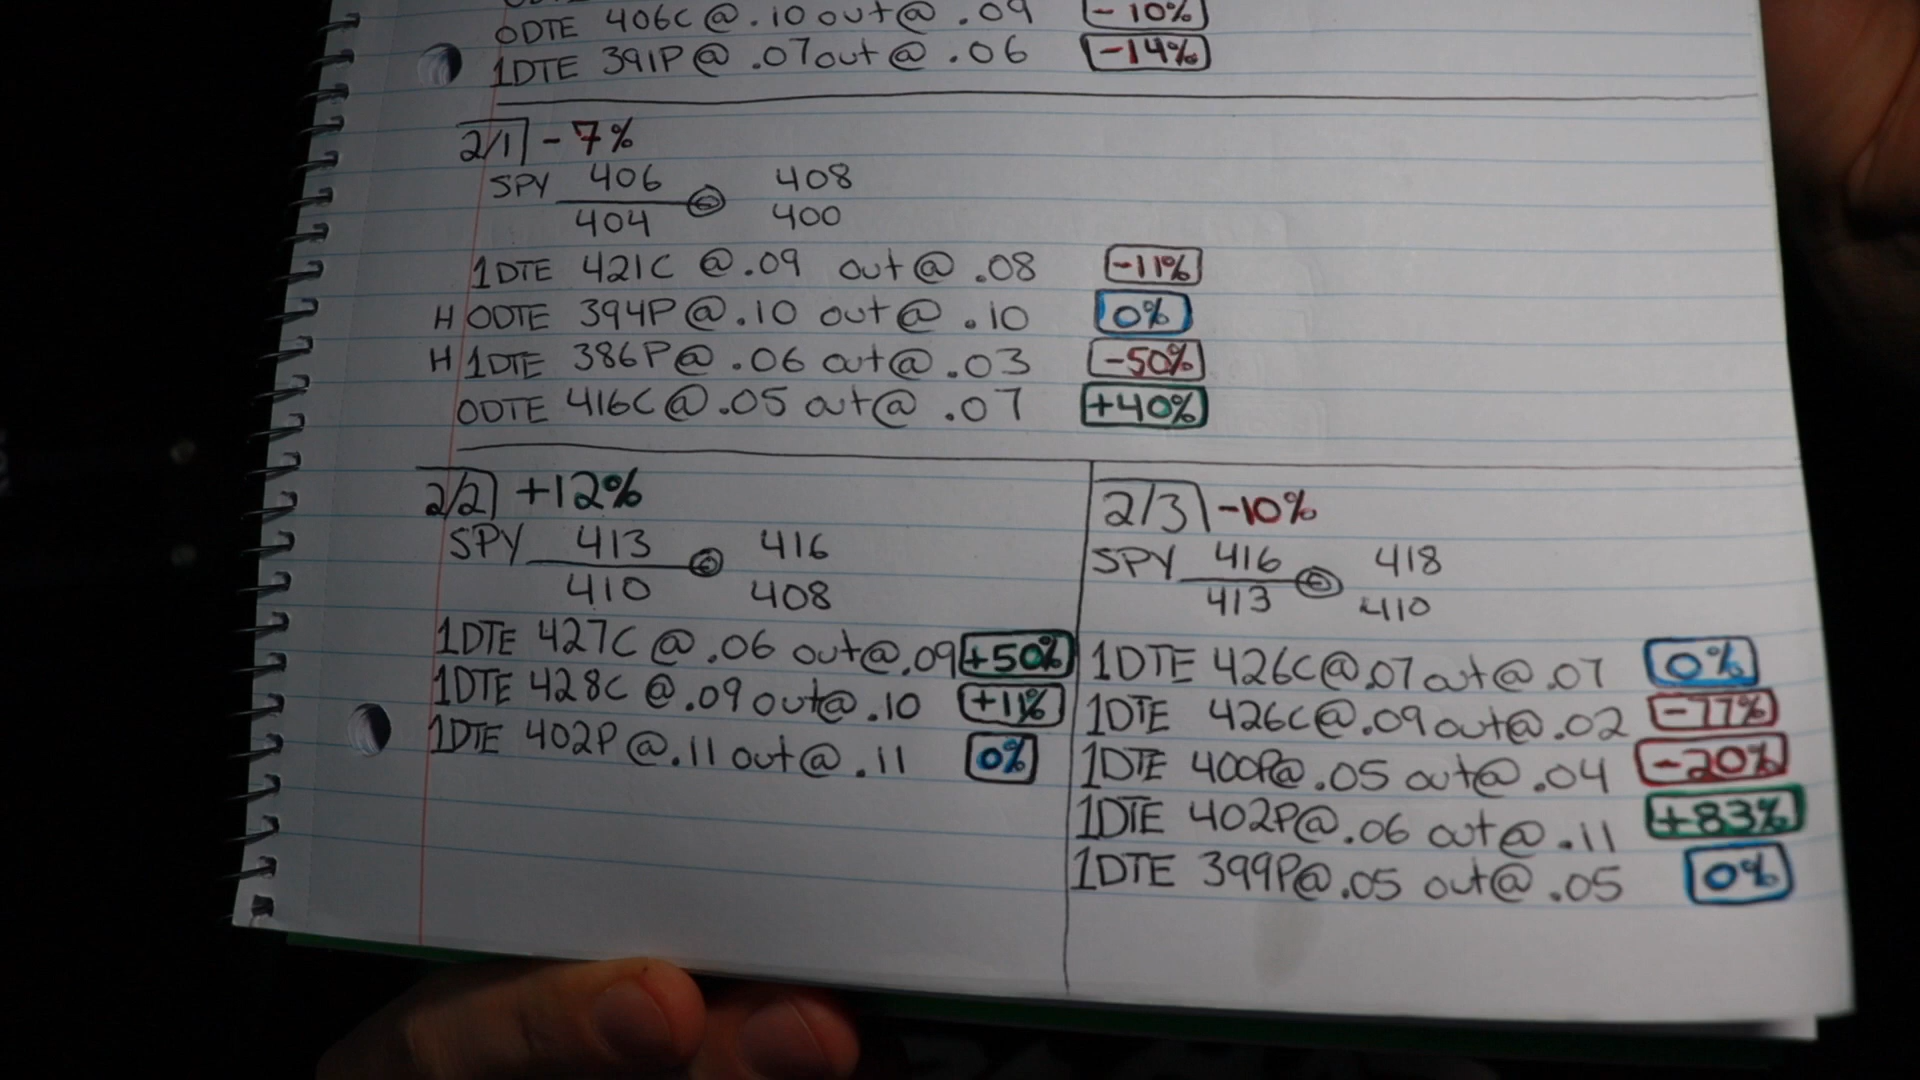 0DTE 406C @ .10 out @ .09 -10%
1DTE 391P @ .07 out @ .06 -14%
2/1 -7%
SPY 406 408
404 400
1DTE 421C @ .09 out @ .08 -11%
H 0DTE 394P @ .10 out @ .10 0%
H 1DTE 386P @ .06 out @ .03 -50%
0DTE 416C @ .05 out @ .07 +40%
2/2 +12%
SPY 413 416
410 408
1DTE 427C @ .06 out @ .09 +50%
1DTE 428C @ .09 out @ .10 +11%
1DTE 402P @ .11 out @ .11 0%
2/3 -10%
SPY 416 418
413 410
1DTE 426C @ .07 out @ .07 0%
1DTE 426C @ .09 out @ .02 -77%
1DTE 400P @ .05 out @ .04 -20%
1DTE 402P @ .06 out @ .11 +83%
1DTE 399P @ .05 out @ .05 0%